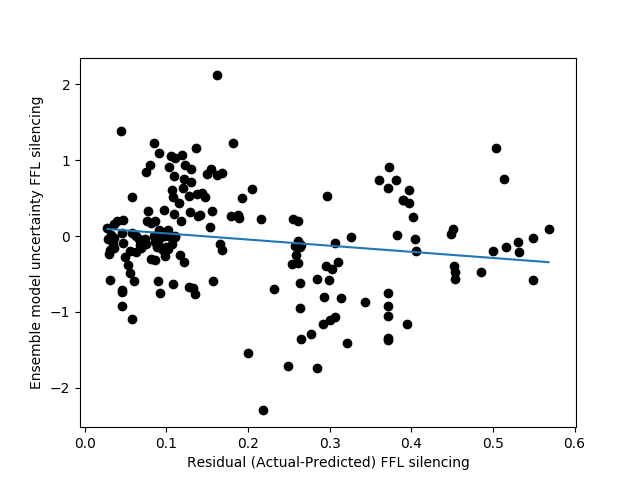 Ensemble model uncertainty FFL silencing
2
1
0
−1
−2
0.0 0.1 0.2 0.3 0.4 0.5 0.6
Residual (Actual-Predicted) FFL silencing